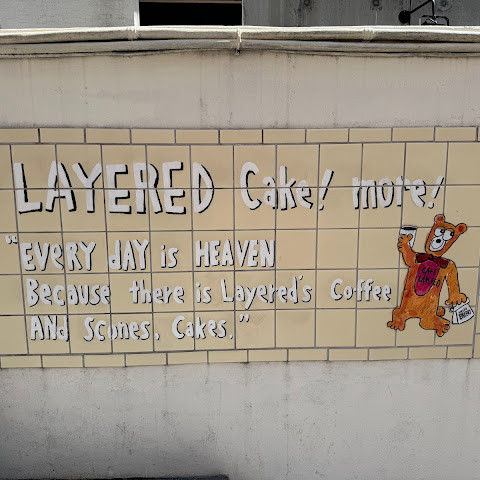 LAYERED Cake! more!
"EVERY dAY is HEAVEN
Because there is Layered's Coffee
ANd Scones. Cakes."